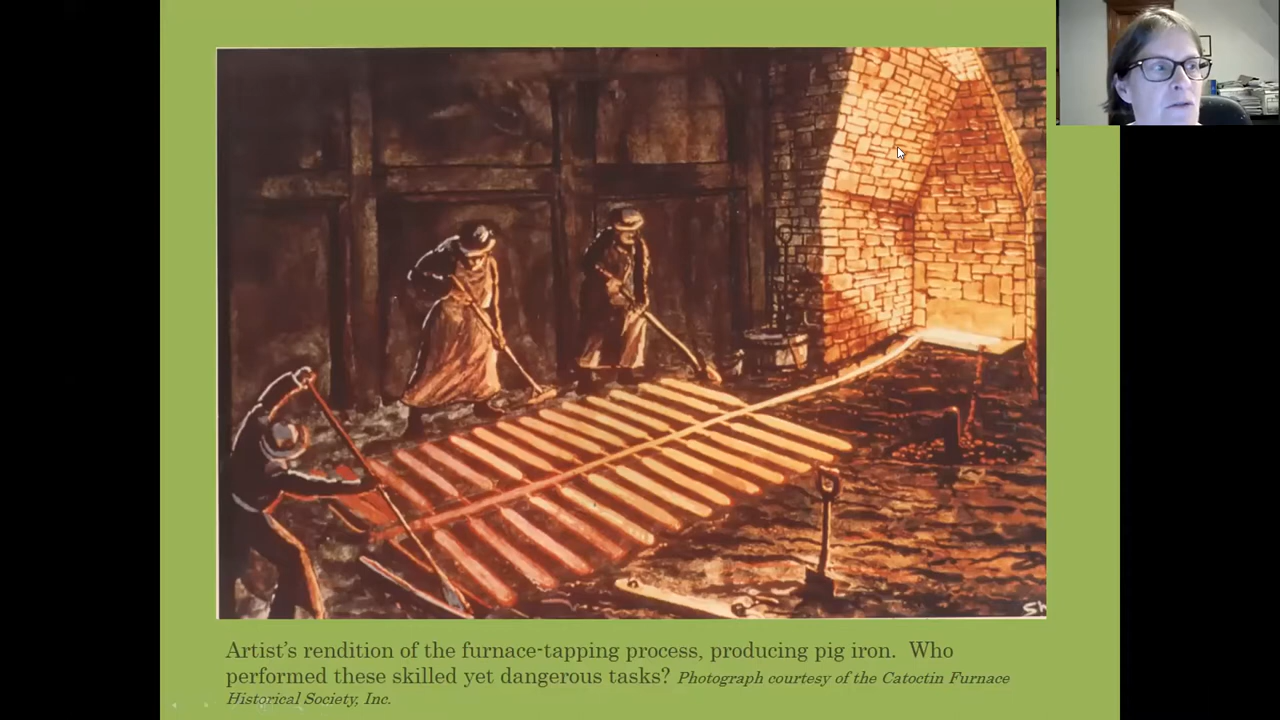 Sh
Artist’s rendition of the furnace-tapping process, producing pig iron.  Who
performed these skilled yet dangerous tasks? Photograph courtesy of the Catoctin Furnace
Historical Society, Inc.